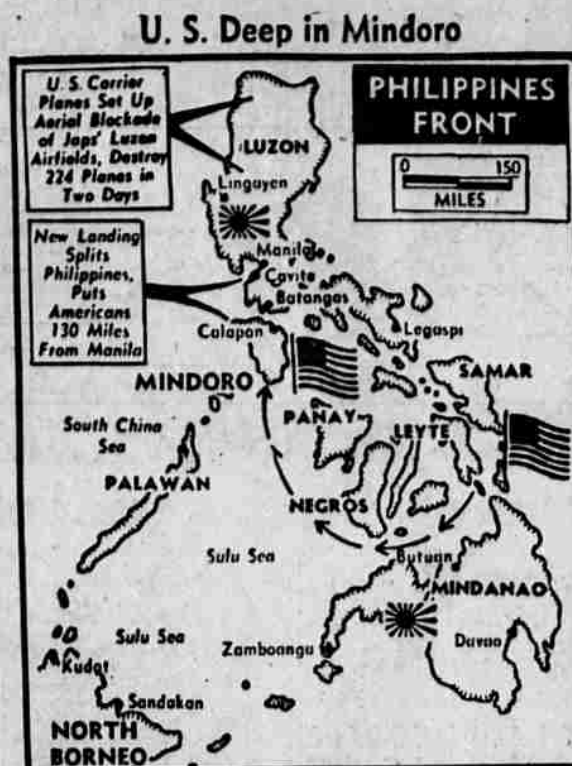 U. S. Deep in Mindoro
U. S. Carrier
Planes Set Up
Aerial Blockade
of Japs' Luzon
Airfields, Destroy
224 Planes in
Two Days
PHILIPPINES
FRONT
0 150
MILES
LUZON
Lingayen
New Landing
Splits
Philippines,
Puts
Americans
130 Miles
From Manila
Manila
Cavite
Batangas
Calapan
Legaspi
MINDORO
SAMAR
South China
Sea
PANAY
LEYTE
PALAWAN
NEGROS
Sulu Sea
Butuan
MINDANAO
Sulu Sea
Zamboanga
Davao
Kudat
Sandakan
NORTH
BORNEO